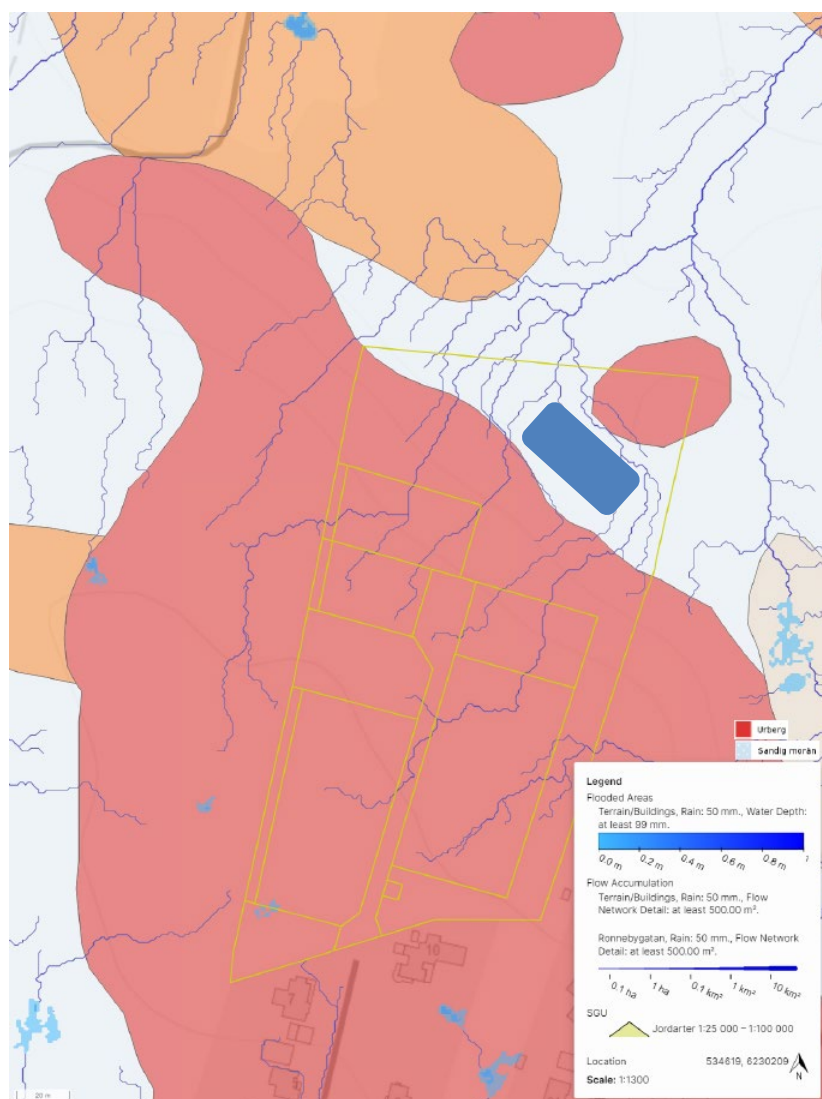 10
7
5
Urberg
Sandig morän
Legend
Flooded Areas
Terrain/Buildings, Rain: 50 mm., Water Depth:
at least 99 mm.
0.0 m 0.2 m 0.4 m 0.6 m 0.8 m 1
Flow Accumulation
Terrain/Buildings, Rain: 50 mm., Flow
Network Detail: at least 500.00 m².
Ronnebygatan, Rain: 50 mm., Flow Network
Detail: at least 500.00 m².
0.1 ha 1 ha 0.1 km² 1 km² 10 km²
SGU
Jordarter 1:25 000 – 1:100 000
Location 534619, 6230209
N
Scale: 1:1300
20 m